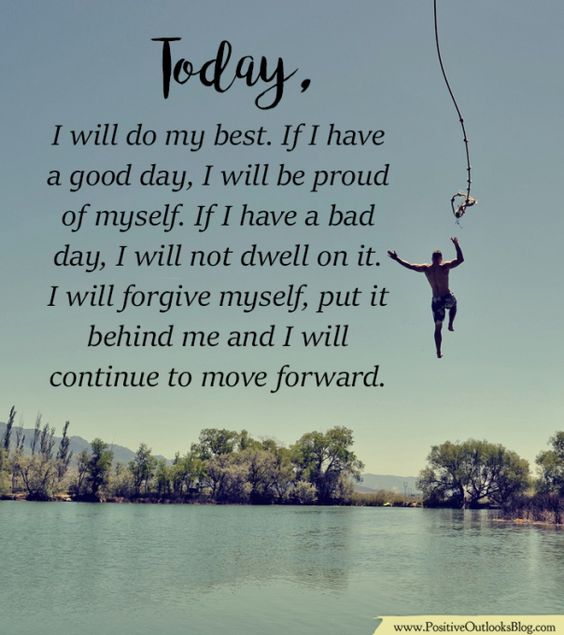 Today,
I will do my best. If I have
a good day, I will be proud
of myself. If I have a bad
day, I will not dwell on it.
I will forgive myself, put it
behind me and I will
continue to move forward.
www.PositiveOutlooksBlog.com